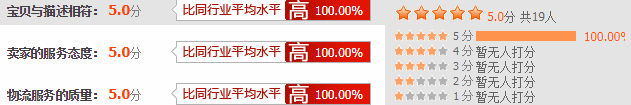 宝贝与描述相符: 5.0分 比同行业平均水平 高 100.00%
卖家的服务态度: 5.0分 比同行业平均水平 高 100.00%
物流服务的质量: 5.0分 比同行业平均水平 高 100.00%
5.0分 共19人
5分 100.00%
4分 暂无人打分
3分 暂无人打分
2分 暂无人打分
1分 暂无人打分